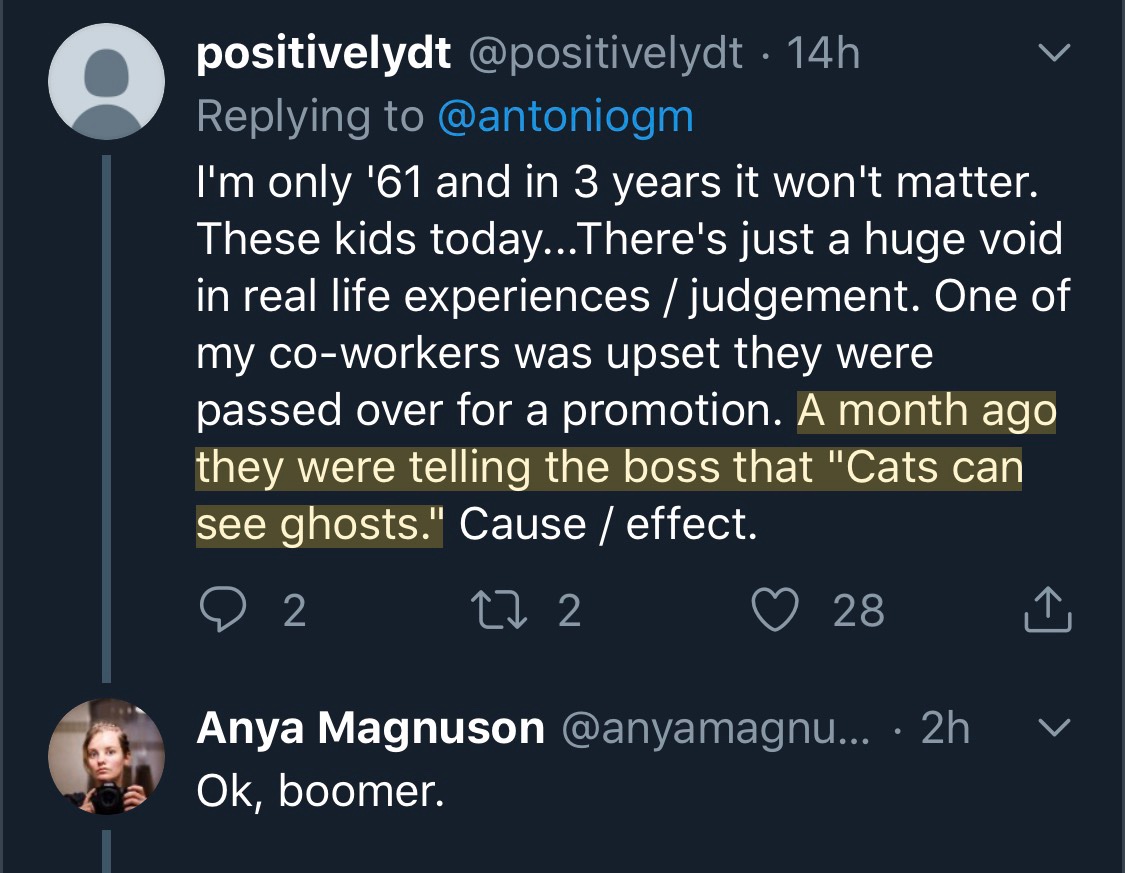 positivelydt @positivelydt · 14h
Replying to @antoniogm
I'm only '61 and in 3 years it won't matter.
These kids today...There's just a huge void
in real life experiences / judgement. One of
my co-workers was upset they were
passed over for a promotion. A month ago
they were telling the boss that "Cats can
see ghosts." Cause / effect.
2 2 28
Anya Magnuson @anyamagnu... · 2h
Ok, boomer.